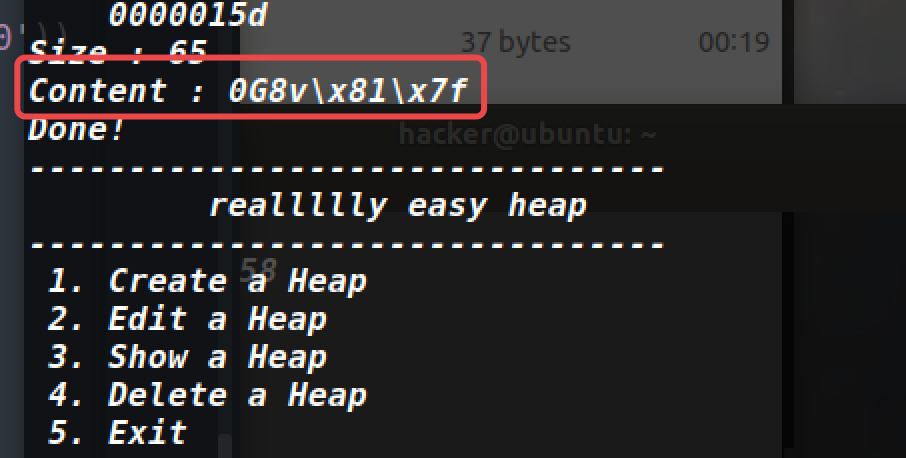 0000015d
0'))
Size : 65
37 bytes 00:19
Content : 0G8v\x81\x7f
Done!
hacker@ubuntu: ~
---------------------------------
reallllly easy heap
---------------------------------
58
1. Create a Heap
2. Edit a Heap
3. Show a Heap
4. Delete a Heap
5. Exit